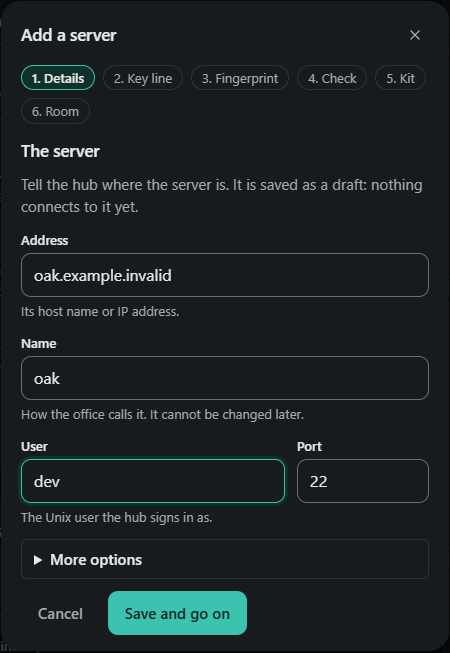 Add a server
1. Details
2. Key line
3. Fingerprint
4. Check
5. Kit
6. Room
The server
Tell the hub where the server is. It is saved as a draft: nothing
connects to it yet.
Address
oak.example.invalid
Its host name or IP address.
Name
oak
How the office calls it. It cannot be changed later.
User
Port
dev
22
The Unix user the hub signs in as.
More options
Cancel
Save and go on